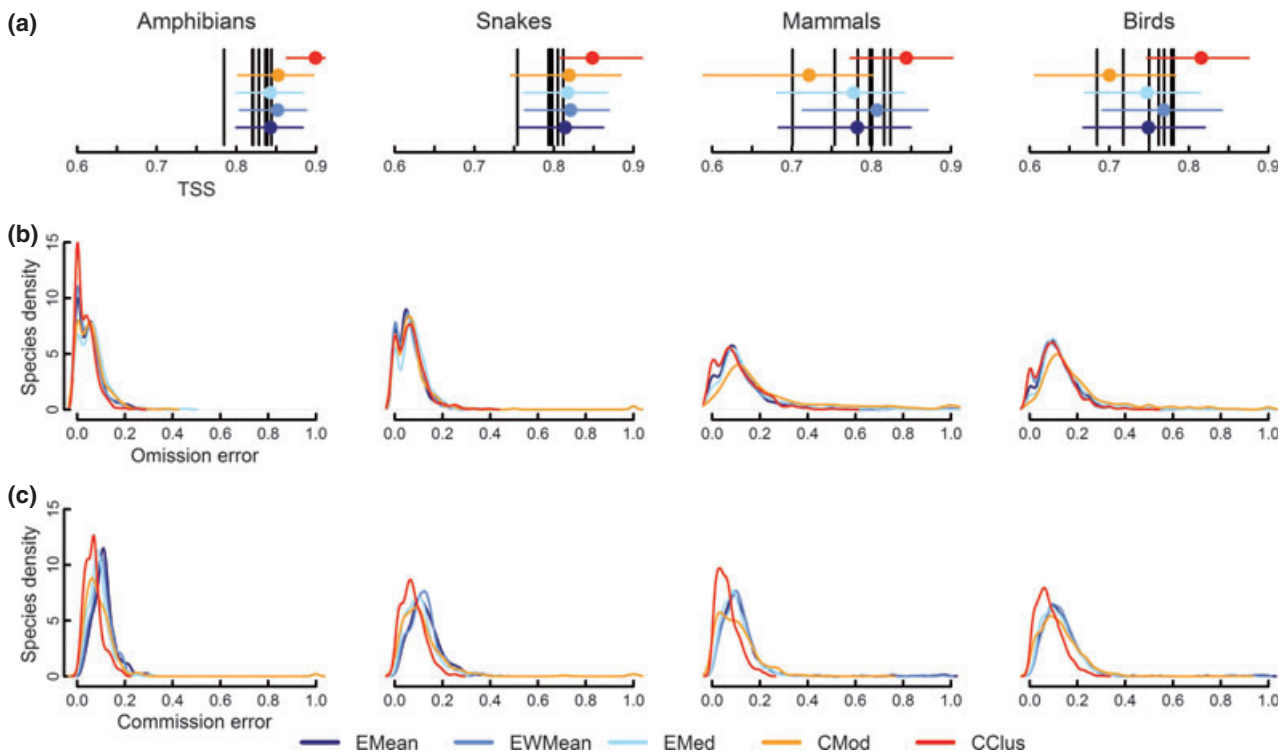 (a)
Amphibians
Snakes
Mammals
Birds
0.6 0.7 0.8 0.9
0.6 0.7 0.8 0.9
0.6 0.7 0.8 0.9
0.6 0.7 0.8 0.9
TSS
(b)
Species density
15
10
5
0
0.0 0.2 0.4 0.6 0.8 1.0
0.0 0.2 0.4 0.6 0.8 1.0
0.0 0.2 0.4 0.6 0.8 1.0
0.0 0.2 0.4 0.6 0.8 1.0
Omission error
(c)
Species density
15
10
5
0
0.0 0.2 0.4 0.6 0.8 1.0
0.0 0.2 0.4 0.6 0.8 1.0
0.0 0.2 0.4 0.6 0.8 1.0
0.0 0.2 0.4 0.6 0.8 1.0
Commission error
EMean EWMean EMed CMod CClus